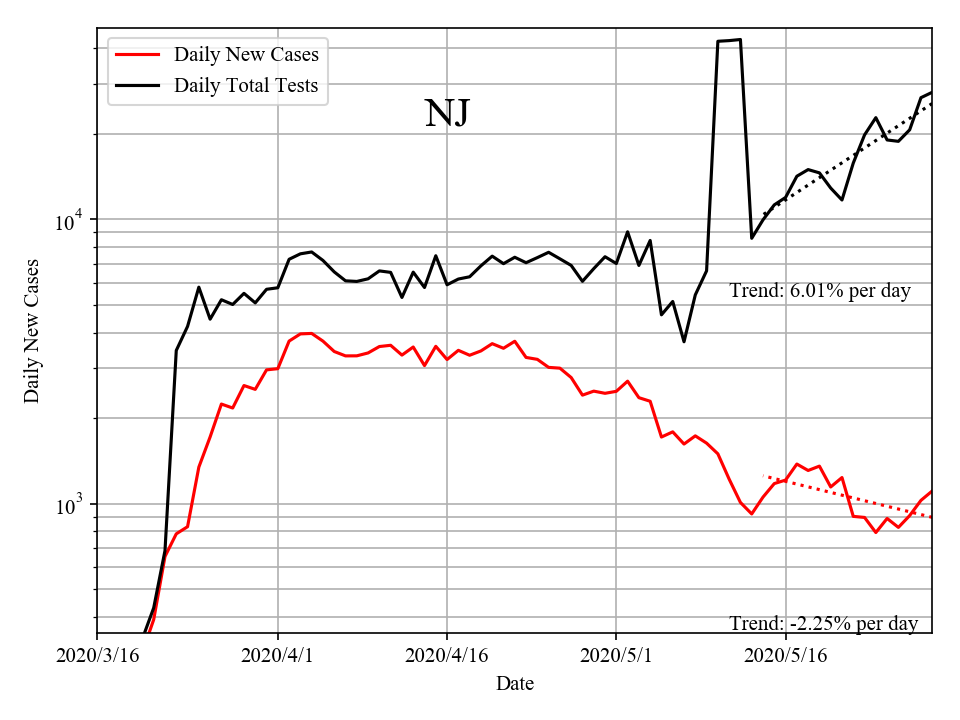 Daily New Cases
Daily Total Tests
NJ
10^4
Daily New Cases
Trend: 6.01% per day
10^3
Trend: -2.25% per day
2020/3/16 2020/4/1 2020/4/16 2020/5/1 2020/5/16
Date